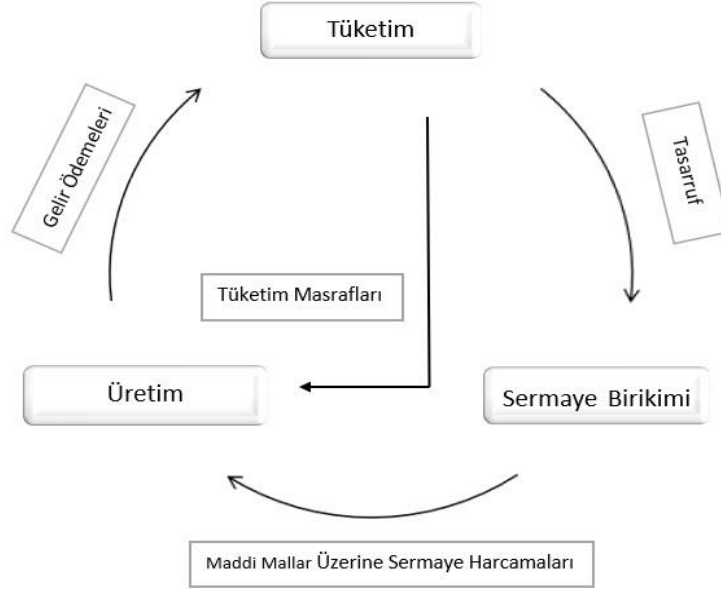 Tüketim
Gelir Ödemeleri
Tasarruf
Tüketim Masrafları
Üretim
Sermaye Birikimi
Maddi Mallar Üzerine Sermaye Harcamaları